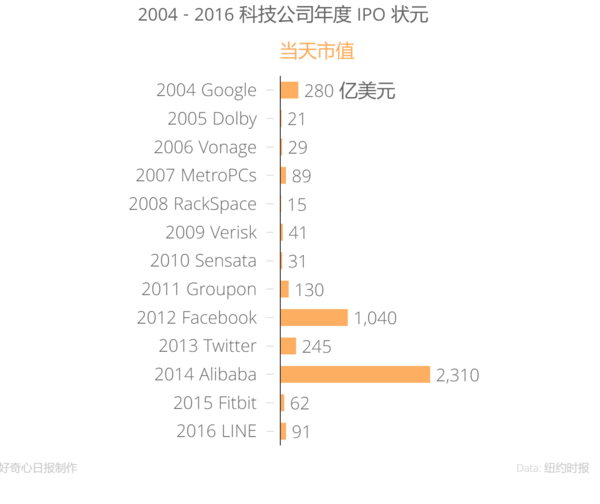 2004 - 2016 科技公司年度 IPO 状元
当天市值
2004 Google 280 亿美元
2005 Dolby 21
2006 Vonage 29
2007 MetroPCs 89
2008 RackSpace 15
2009 Verisk 41
2010 Sensata 31
2011 Groupon 130
2012 Facebook 1,040
2013 Twitter 245
2014 Alibaba 2,310
2015 Fitbit 62
2016 LINE 91
好奇心日报制作 Data: 纽约时报